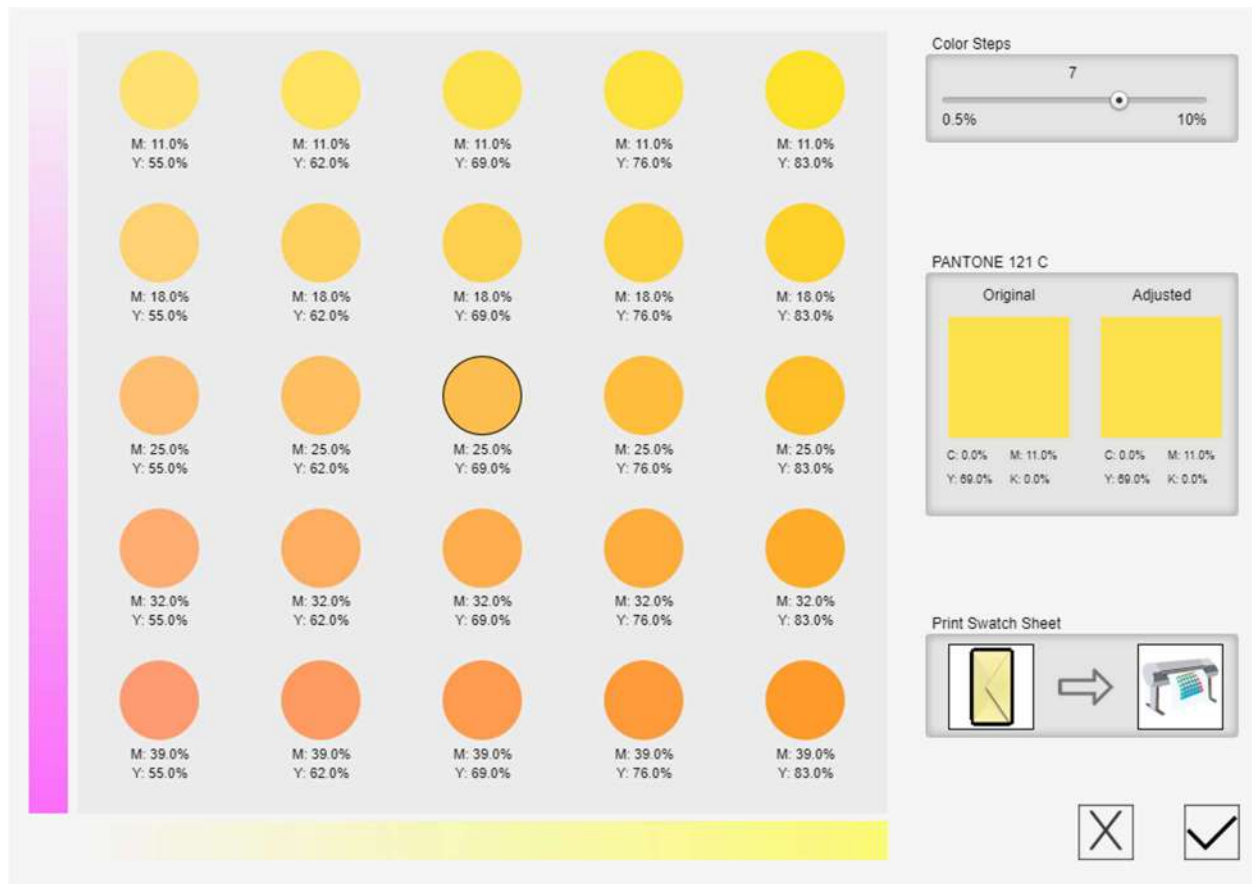 M: 11.0% M: 11.0% M: 11.0% M: 11.0% M: 11.0%
Y: 55.0% Y: 62.0% Y: 69.0% Y: 76.0% Y: 83.0%
M: 18.0% M: 18.0% M: 18.0% M: 18.0% M: 18.0%
Y: 55.0% Y: 62.0% Y: 69.0% Y: 76.0% Y: 83.0%
M: 25.0% M: 25.0% M: 25.0% M: 25.0% M: 25.0%
Y: 55.0% Y: 62.0% Y: 69.0% Y: 76.0% Y: 83.0%
M: 32.0% M: 32.0% M: 32.0% M: 32.0% M: 32.0%
Y: 55.0% Y: 62.0% Y: 69.0% Y: 76.0% Y: 83.0%
M: 39.0% M: 39.0% M: 39.0% M: 39.0% M: 39.0%
Y: 55.0% Y: 62.0% Y: 69.0% Y: 76.0% Y: 83.0%
Color Steps
7
0.5% 10%
PANTONE 121 C
Original Adjusted
C: 0.0% M: 11.0% C: 0.0% M: 11.0%
Y: 69.0% K: 0.0% Y: 69.0% K: 0.0%
Print Swatch Sheet